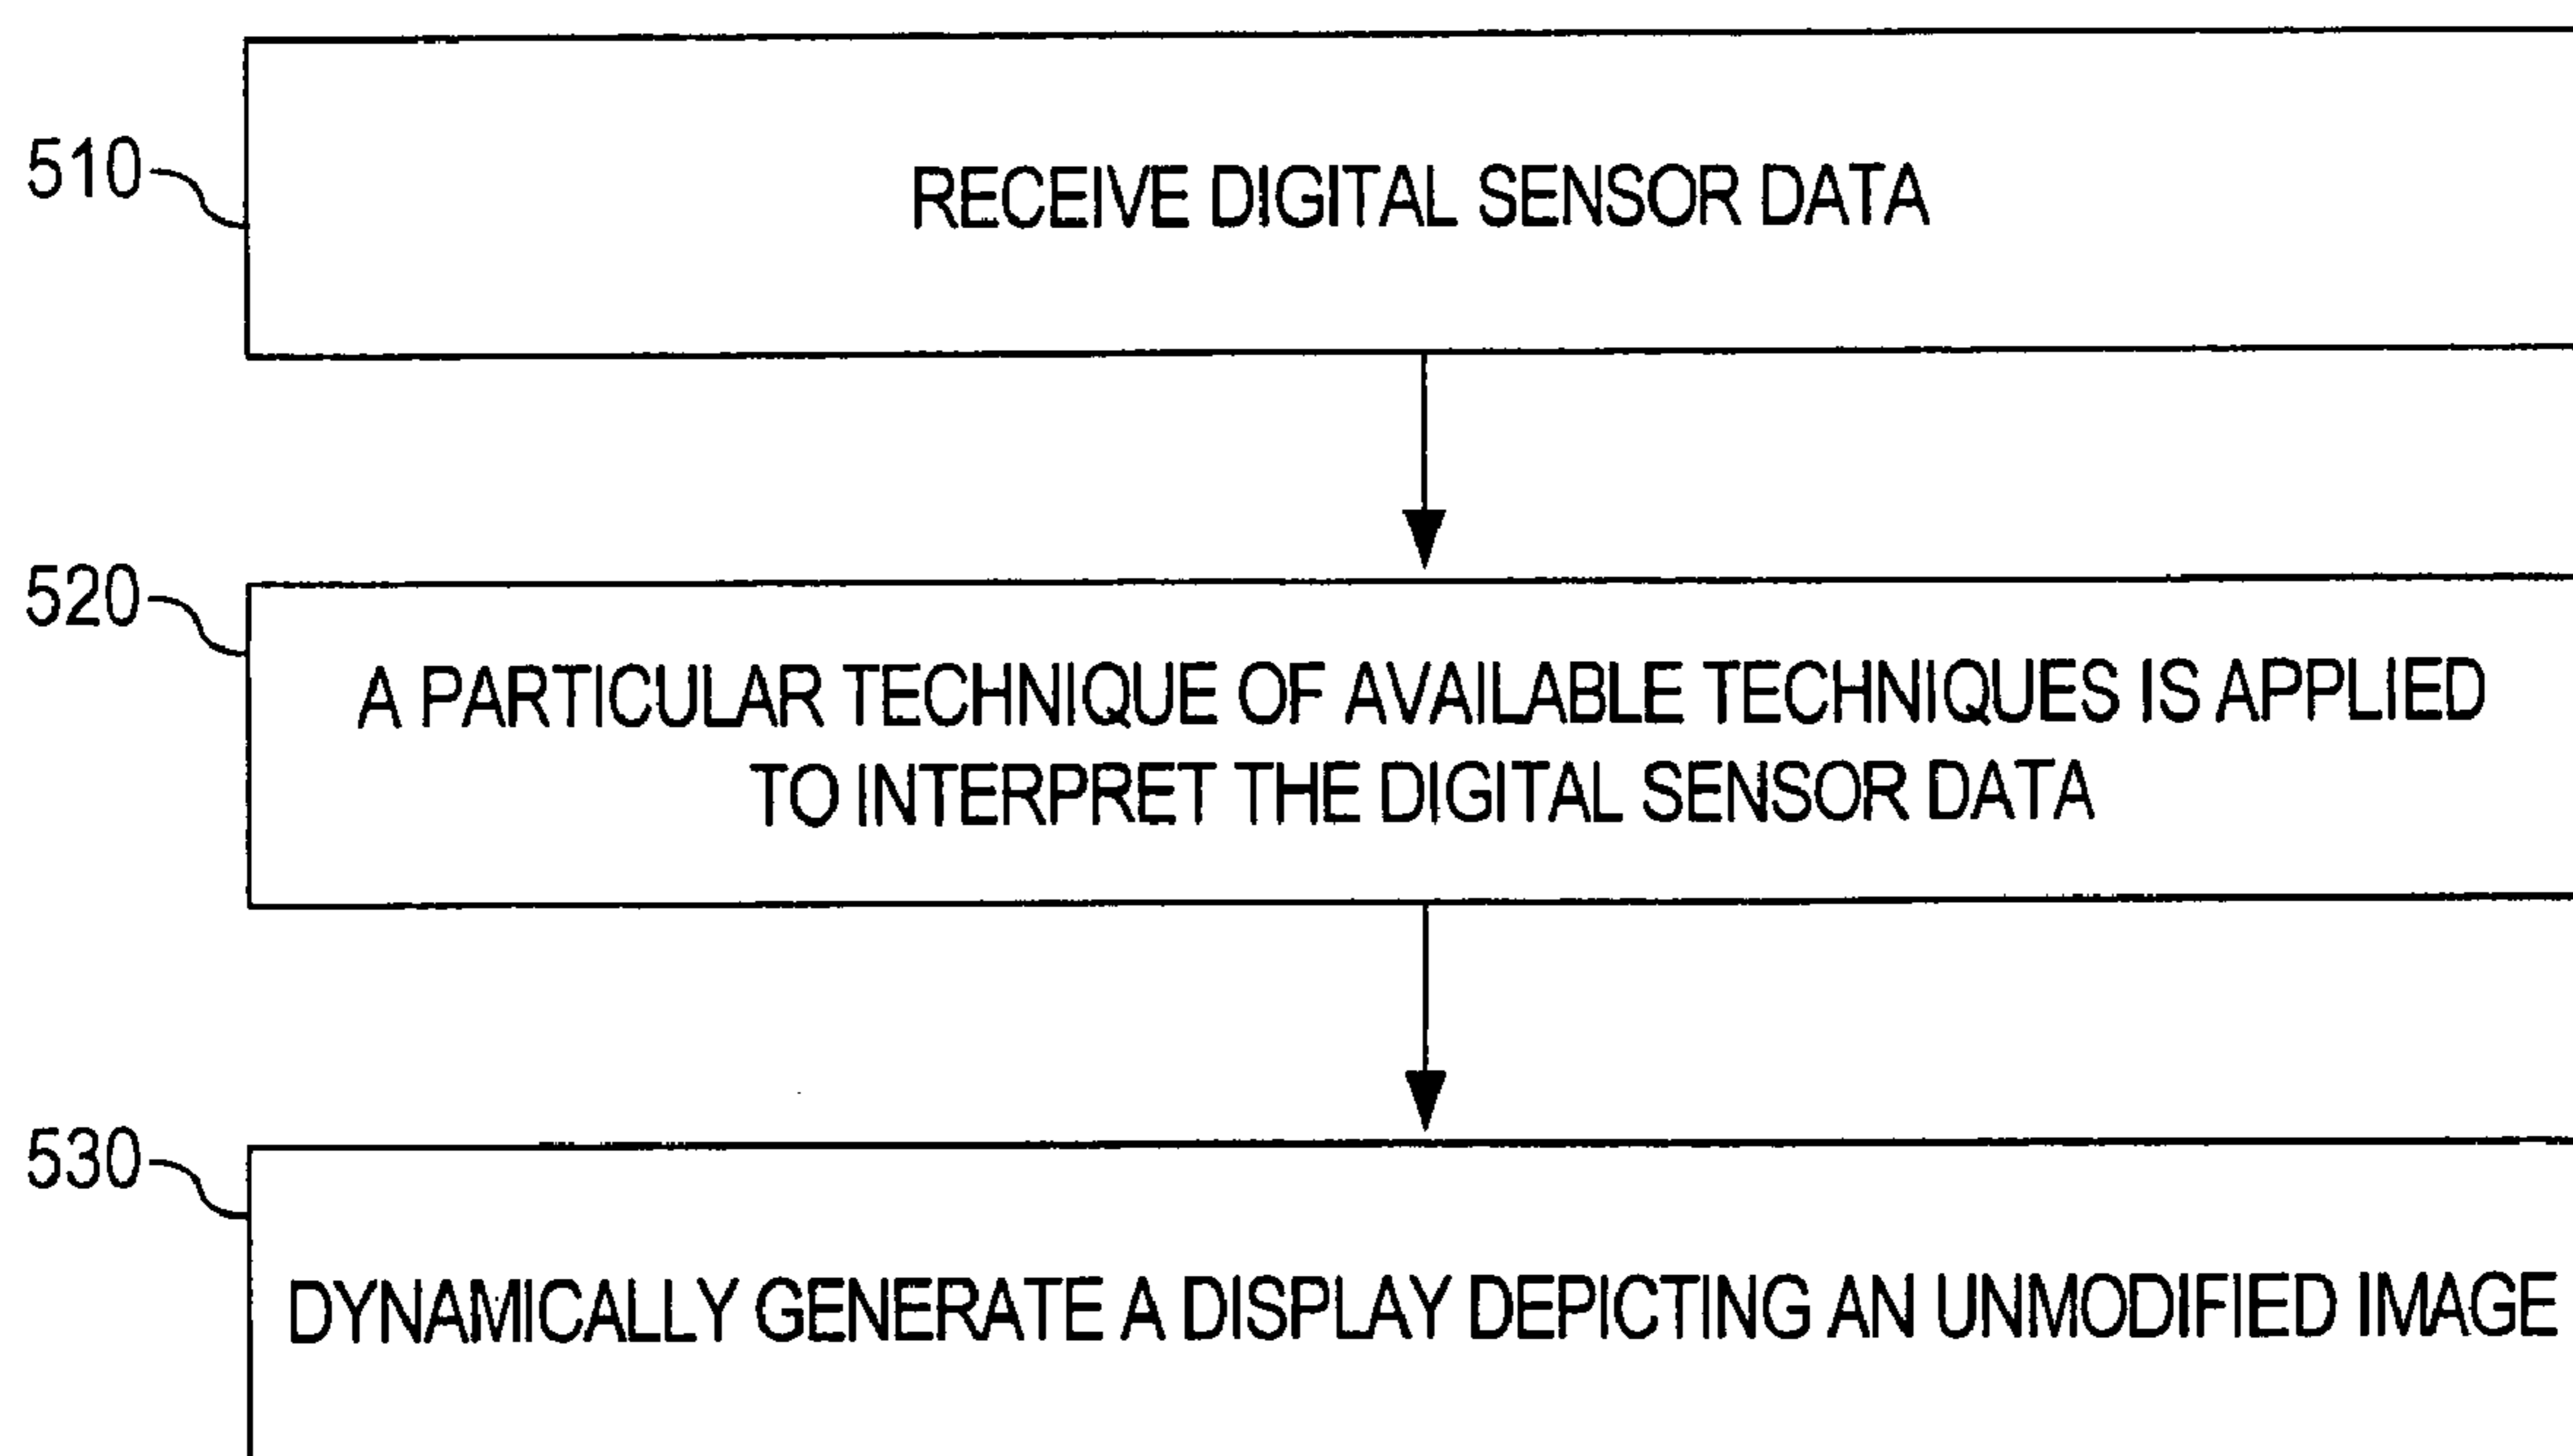 510
RECEIVE DIGITAL SENSOR DATA
520
A PARTICULAR TECHNIQUE OF AVAILABLE TECHNIQUES IS APPLIED
TO INTERPRET THE DIGITAL SENSOR DATA
530
DYNAMICALLY GENERATE A DISPLAY DEPICTING AN UNMODIFIED IMAGE